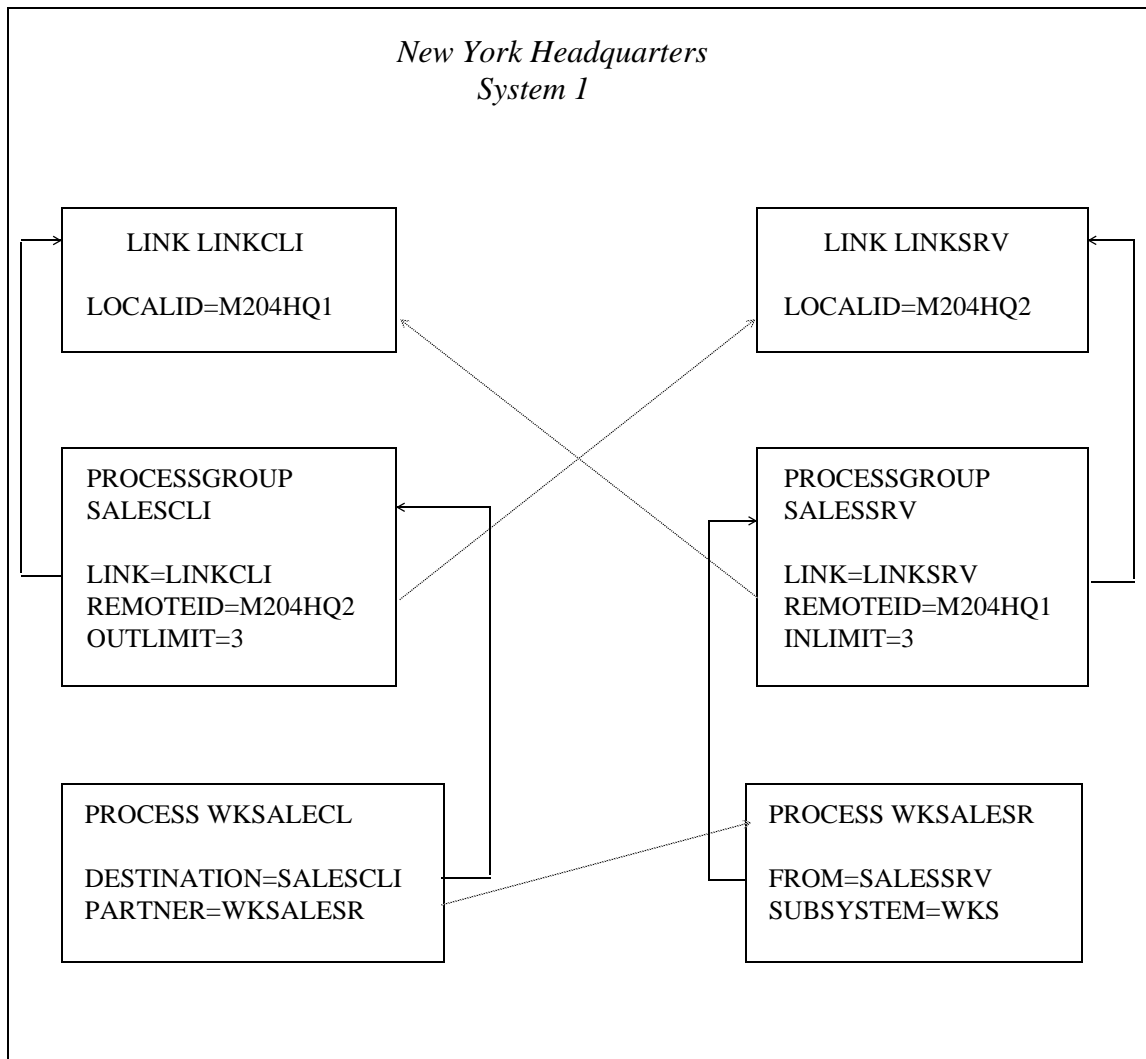 New York Headquarters
System 1
LINK LINKCLI
LOCALID=M204HQ1
LINK LINKSRV
LOCALID=M204HQ2
PROCESSGROUP
SALESCLI
LINK=LINKCLI
REMOTEID=M204HQ2
OUTLIMIT=3
PROCESSGROUP
SALESSRV
LINK=LINKSRV
REMOTEID=M204HQ1
INLIMIT=3
PROCESS WKSALECL
DESTINATION=SALESCLI
PARTNER=WKSALESR
PROCESS WKSALESR
FROM=SALESSRV
SUBSYSTEM=WKS